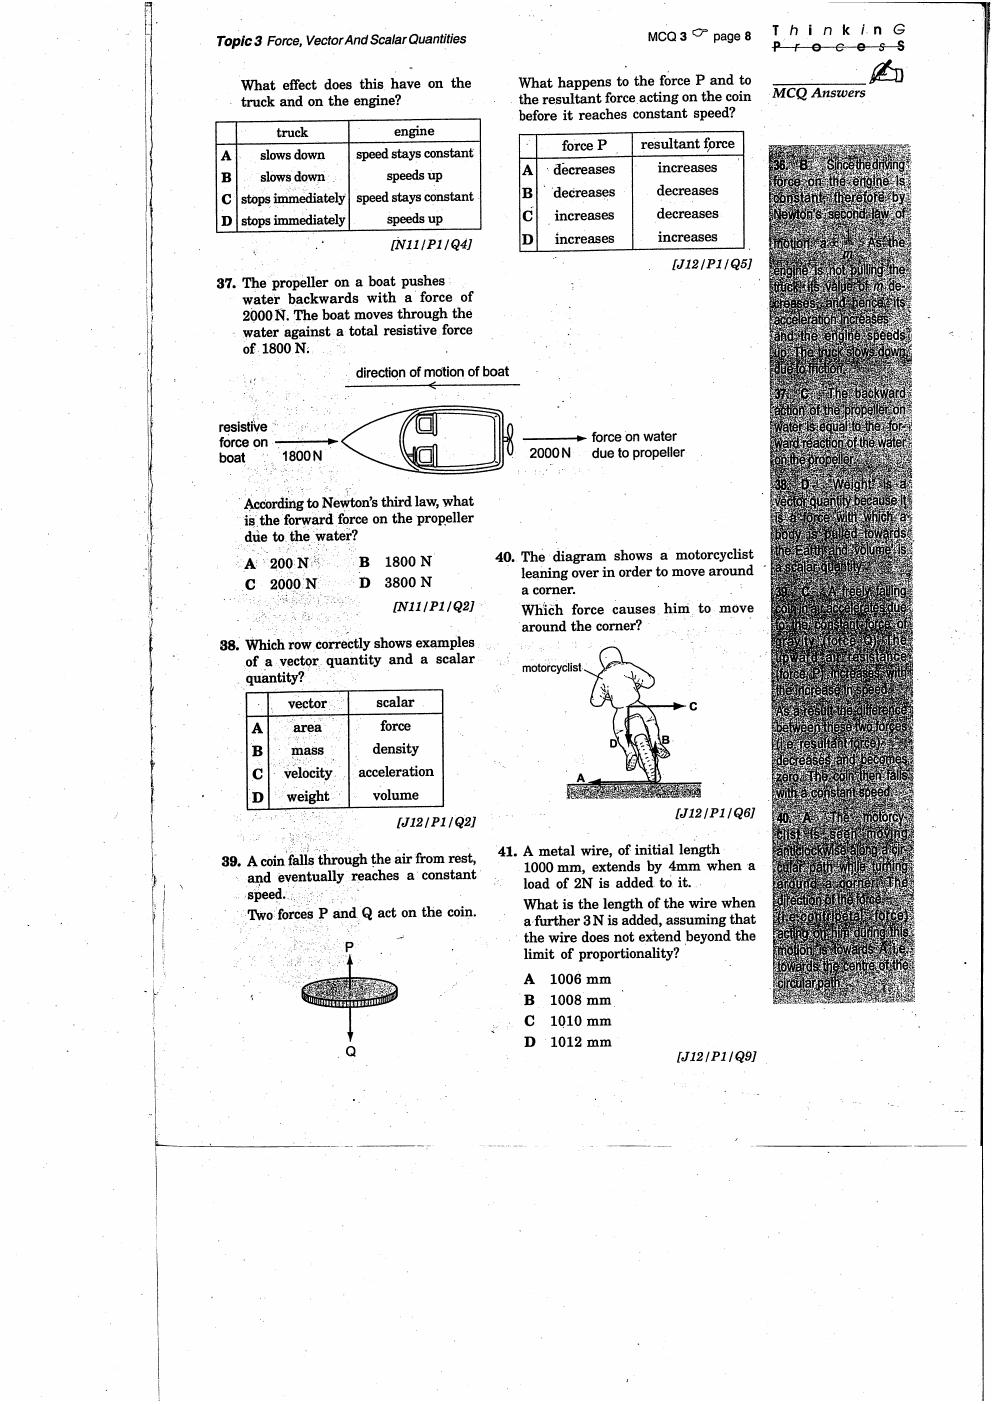 Topic 3 Force, Vector And Scalar Quantities
MCQ 3 page 8
ThinkinG
ProcesS
MCQ Answers
What effect does this have on the
truck and on the engine?
truck engine
A slows down speed stays constant
B slows down speeds up
C stops immediately speed stays constant
D stops immediately speeds up
[N11/P1/Q4]
37. The propeller on a boat pushes
water backwards with a force of
2000 N. The boat moves through the
water against a total resistive force
of 1800 N.
direction of motion of boat
resistive
force on
boat
1800 N
2000 N
force on water
due to propeller
According to Newton's third law, what
is the forward force on the propeller
due to the water?
A 200 N B 1800 N
C 2000 N D 3800 N
[N11/P1/Q2]
38. Which row correctly shows examples
of a vector quantity and a scalar
quantity?
vector scalar
A area force
B mass density
C velocity acceleration
D weight volume
[J12/P1/Q2]
39. A coin falls through the air from rest,
and eventually reaches a constant
speed.
Two forces P and Q act on the coin.
P
Q
What happens to the force P and to
the resultant force acting on the coin
before it reaches constant speed?
force P resultant force
A decreases increases
B decreases decreases
C increases decreases
D increases increases
[J12/P1/Q5]
40. The diagram shows a motorcyclist
leaning over in order to move around
a corner.
Which force causes him to move
around the corner?
motorcyclist
C
D
B
A
[J12/P1/Q6]
41. A metal wire, of initial length
1000 mm, extends by 4mm when a
load of 2N is added to it.
What is the length of the wire when
a further 3 N is added, assuming that
the wire does not extend beyond the
limit of proportionality?
A 1006 mm
B 1008 mm
C 1010 mm
D 1012 mm
[J12/P1/Q9]
36. B Since the driving
force on the engine is
constant, therefore by
Newton's second law of
motion a = F/m. As the
engine is not pulling the
truck, its value of m de-
creases, and hence, its
acceleration increases
and the engine speeds
up. The truck slows down,
due to friction.
37. C The backward
action of the propeller on
water is equal to the for-
ward reaction of the water
on the propeller.
38. D "Weight" is a
vector quantity because it
is a force with which a
body is pulled towards
the Earth and volume is
a scalar quantity.
39. C A freely falling
coin in air accelerates due
to the constant force of
gravity (force Q). The
upward air resistance
(force P) increases with
the increase in speed.
As a result the difference
between these two forces
(i.e. resultant force)
decreases and becomes
zero. The coin then falls
with a constant speed.
40. A The motorcy-
clist is seen moving
anticlockwise along a cir-
cular path while turning
around a corner. The
direction of the force
(i.e centripetal force)
acting on him during this
motion is towards A i.e.
towards the centre of the
circular path.